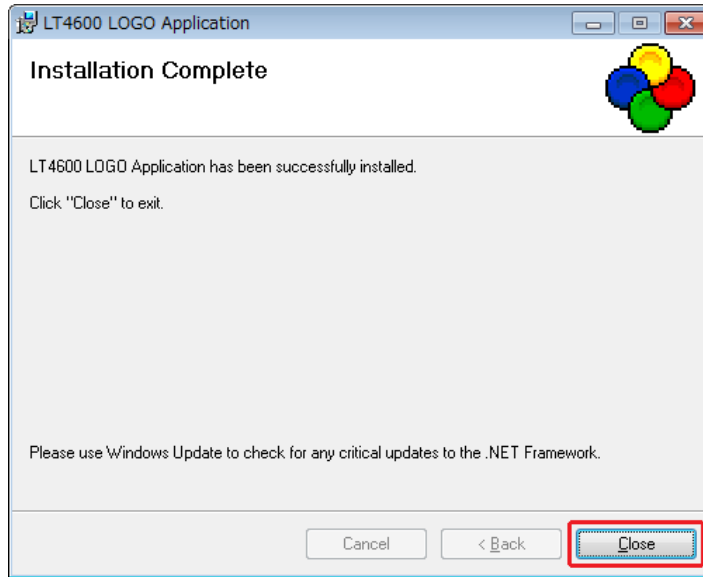 LT4600 LOGO Application
Installation Complete
LT4600 LOGO Application has been successfully installed.
Click "Close" to exit.
Please use Windows Update to check for any critical updates to the .NET Framework.
Cancel
< Back
Close